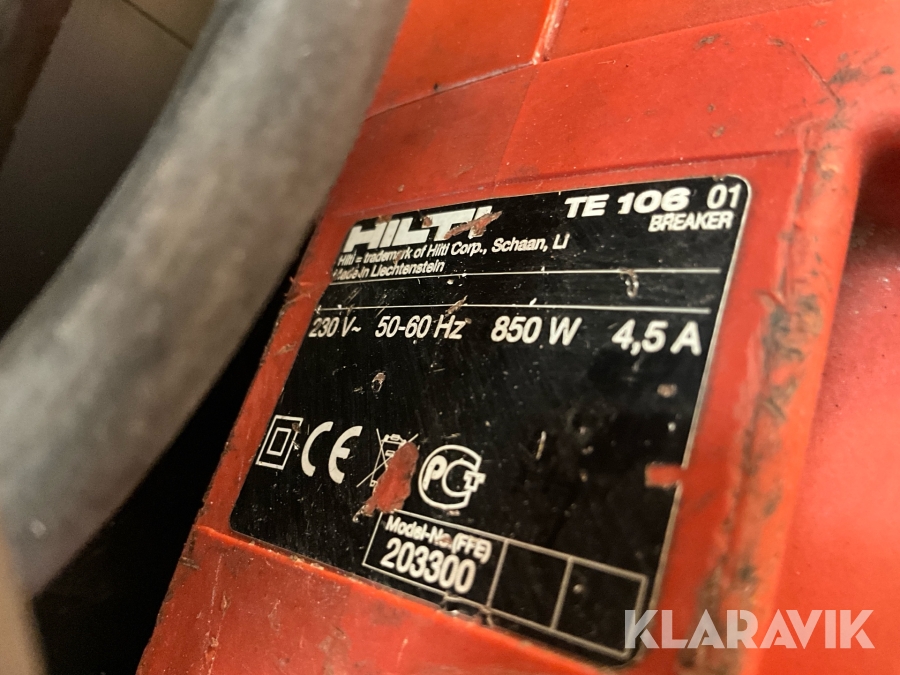 HILTI
TE 106 01
BREAKER
Hilti = trademark of Hilti Corp., Schaan, LI
Made in Liechtenstein
230 V~ 50-60 Hz 850 W 4,5 A
CE
PCT
Model-No. (FFE)
203300
KLARAVIK